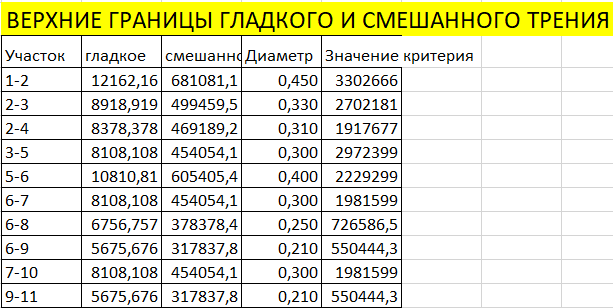 ВЕРХНИЕ ГРАНИЦЫ ГЛАДКОГО И СМЕШАННОГО ТРЕНИЯ
Участок гладкое смешанно Диаметр Значение критерия
1-2 12162,16 681081,1 0,450 3302666
2-3 8918,919 499459,5 0,330 2702181
2-4 8378,378 469189,2 0,310 1917677
3-5 8108,108 454054,1 0,300 2972399
5-6 10810,81 605405,4 0,400 2229299
6-7 8108,108 454054,1 0,300 1981599
6-8 6756,757 378378,4 0,250 726586,5
6-9 5675,676 317837,8 0,210 550444,3
7-10 8108,108 454054,1 0,300 1981599
9-11 5675,676 317837,8 0,210 550444,3